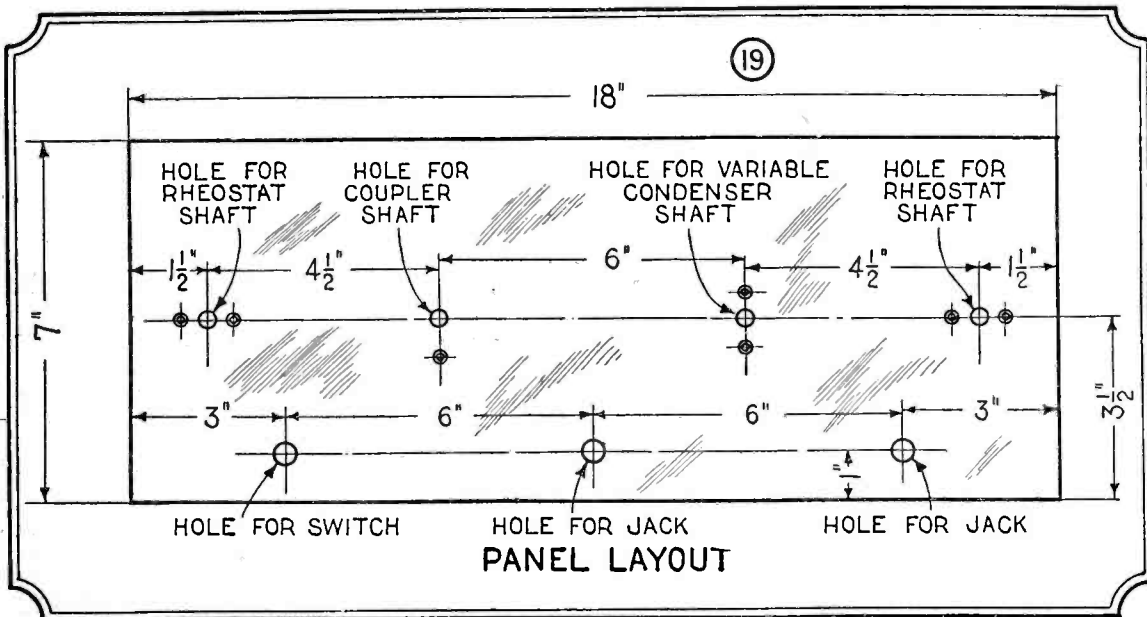 19
18"
HOLE FOR
RHEOSTAT
SHAFT
HOLE FOR
COUPLER
SHAFT
HOLE FOR VARIABLE
CONDENSER
SHAFT
HOLE FOR
RHEOSTAT
SHAFT
1 1/2"
4 1/2"
6"
4 1/2"
1 1/2"
7"
3"
6"
6"
3"
3 1/2"
1"
HOLE FOR SWITCH
HOLE FOR JACK
HOLE FOR JACK
PANEL LAYOUT